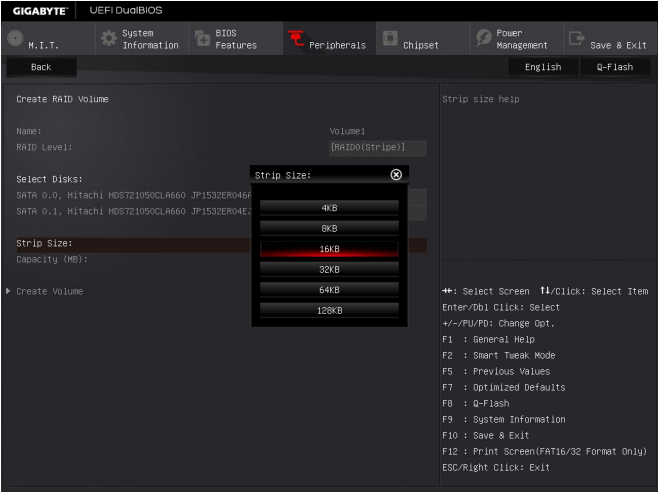 GIGABYTE™ UEFI DualBIOS
M.I.T. System Information BIOS Features Peripherals Chipset Power Management Save & Exit
Back English Q-Flash
Create RAID Volume
Strip size help
Name: Volume1
RAID Level: [RAID0(Stripe)]
Select Disks:
SATA 0.0, Hitachi HDS721050CLA660 JP1532ER046
SATA 0.1, Hitachi HDS721050CLA660 JP1532ER04E
Strip Size:
Capacity (MB):
Create Volume
Strip Size:
4KB
8KB
16KB
32KB
64KB
128KB
→←: Select Screen ↑↓/Click: Select Item
Enter/Dbl Click: Select
+/-/PU/PD: Change Opt.
F1 : General Help
F2 : Smart Tweak Mode
F5 : Previous Values
F7 : Optimized Defaults
F8 : Q-Flash
F9 : System Information
F10 : Save & Exit
F12 : Print Screen(FAT16/32 Format Only)
ESC/Right Click: Exit